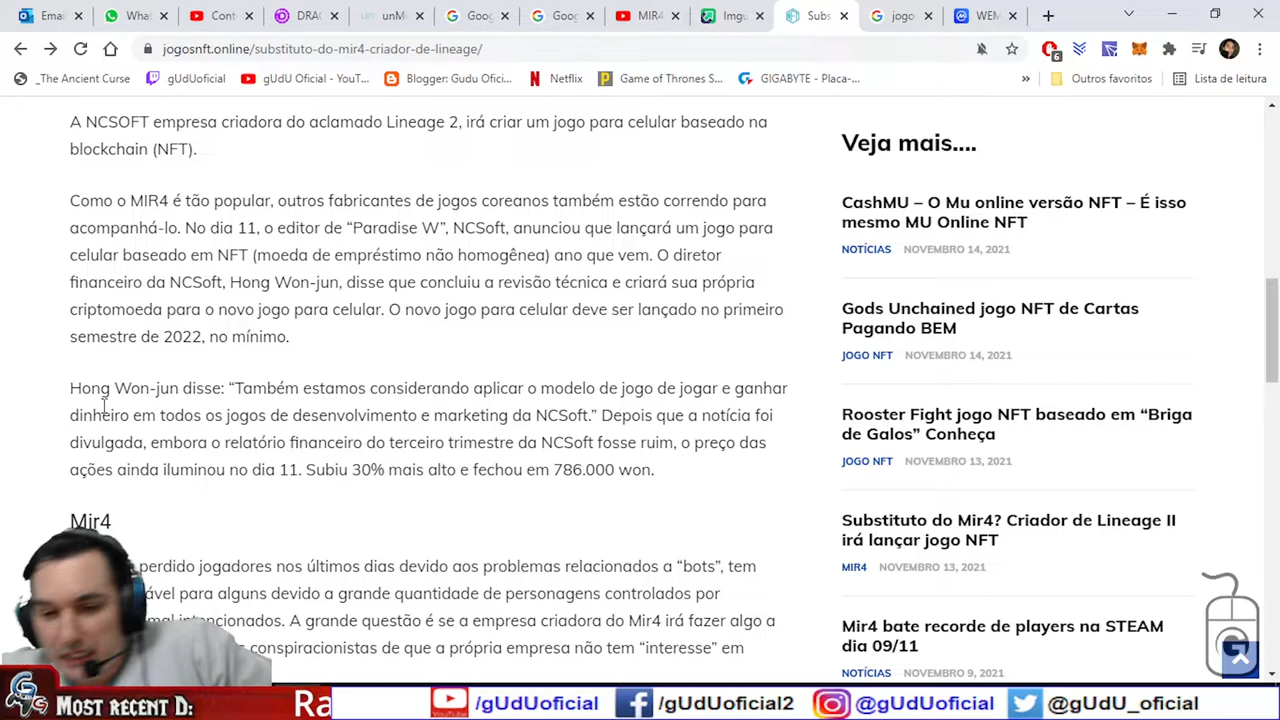 Email
What
Cont
DRAC
unMe
Goog
Goog
MIR4
Imgu
Subs
jogo
WEM
jogosnft.online/substituto-do-mir4-criador-de-lineage/
6
_The Ancient Curse
gUdUoficial
gUdU Oficial - YouT...
Blogger: Gudu Ofici...
Netflix
Game of Thrones S...
GIGABYTE - Placa-...
»
Outros favoritos
Lista de leitura
A NCSOFT empresa criadora do aclamado Lineage 2, irá criar um jogo para celular baseado na
blockchain (NFT).
Como o MIR4 é tão popular, outros fabricantes de jogos coreanos também estão correndo para
acompanhá-lo. No dia 11, o editor de “Paradise W”, NCSoft, anunciou que lançará um jogo para
celular baseado em NFT (moeda de empréstimo não homogênea) ano que vem. O diretor
financeiro da NCSoft, Hong Won-jun, disse que concluiu a revisão técnica e criará sua própria
criptomoeda para o novo jogo para celular. O novo jogo para celular deve ser lançado no primeiro
semestre de 2022, no mínimo.
Hong Won-jun disse: “Também estamos considerando aplicar o modelo de jogo de jogar e ganhar
dinheiro em todos os jogos de desenvolvimento e marketing da NCSoft.” Depois que a notícia foi
divulgada, embora o relatório financeiro do terceiro trimestre da NCSoft fosse ruim, o preço das
ações ainda iluminou no dia 11. Subiu 30% mais alto e fechou em 786.000 won.
Mir4
perdido jogadores nos últimos dias devido aos problemas relacionados a “bots”, tem
para alguns devido a grande quantidade de personagens controlados por
intencionados. A grande questão é se a empresa criadora do Mir4 irá fazer algo a
conspiracionistas de que a própria empresa não tem “interesse” em
Veja mais....
CashMU – O Mu online versão NFT – É isso
mesmo MU Online NFT
NOTÍCIAS NOVEMBRO 14, 2021
Gods Unchained jogo NFT de Cartas
Pagando BEM
JOGO NFT NOVEMBRO 14, 2021
Rooster Fight jogo NFT baseado em “Briga
de Galos” Conheça
JOGO NFT NOVEMBRO 13, 2021
Substituto do Mir4? Criador de Lineage II
irá lançar jogo NFT
MIR4 NOVEMBRO 13, 2021
Mir4 bate recorde de players na STEAM
dia 09/11
NOTÍCIAS NOVEMBRO 9, 2021
Most recent D:
Ra
/gUdUoficial
/gUdUoficial2
@gUdUoficial
@gUdU_oficial